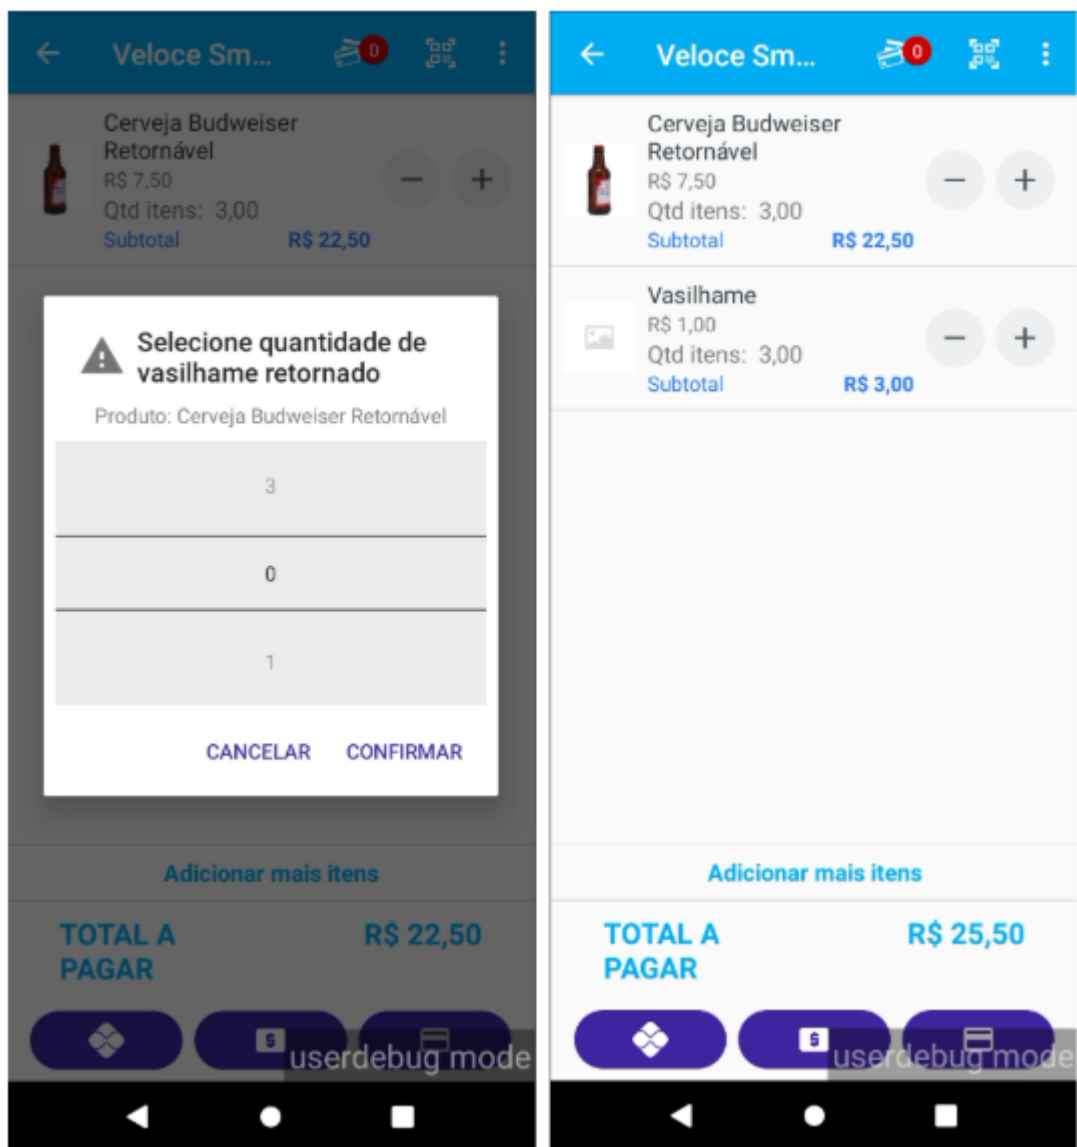 Veloce Sm...
0
Cerveja Budweiser
Retornável
R$ 7,50
Qtd itens: 3,00
Subtotal R$ 22,50
Selecione quantidade de
vasilhame retornado
Produto: Cerveja Budweiser Retornável
3
0
1
CANCELAR CONFIRMAR
Adicionar mais itens
TOTAL A
PAGAR
R$ 22,50
userdebug mode
Veloce Sm...
0
Cerveja Budweiser
Retornável
R$ 7,50
Qtd itens: 3,00
Subtotal R$ 22,50
Vasilhame
R$ 1,00
Qtd itens: 3,00
Subtotal R$ 3,00
Adicionar mais itens
TOTAL A
PAGAR
R$ 25,50
userdebug mode